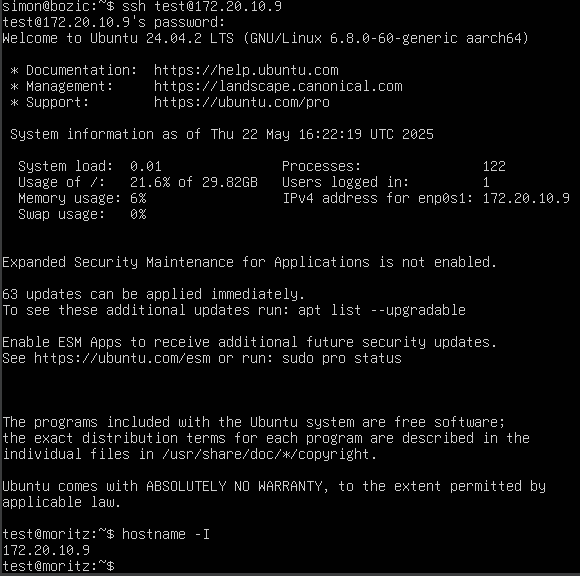 simon@bozic:~$ ssh test@172.20.10.9
test@172.20.10.9's password:
Welcome to Ubuntu 24.04.2 LTS (GNU/Linux 6.8.0-60-generic aarch64)

 * Documentation:  https://help.ubuntu.com
 * Management:     https://landscape.canonical.com
 * Support:        https://ubuntu.com/pro

 System information as of Thu 22 May 16:22:19 UTC 2025

  System load:  0.01               Processes:               122
  Usage of /:   21.6% of 29.82GB   Users logged in:         1
  Memory usage: 6%                 IPv4 address for enp0s1: 172.20.10.9
  Swap usage:   0%


Expanded Security Maintenance for Applications is not enabled.

63 updates can be applied immediately.
To see these additional updates run: apt list --upgradable

Enable ESM Apps to receive additional future security updates.
See https://ubuntu.com/esm or run: sudo pro status



The programs included with the Ubuntu system are free software;
the exact distribution terms for each program are described in the
individual files in /usr/share/doc/*/copyright.

Ubuntu comes with ABSOLUTELY NO WARRANTY, to the extent permitted by
applicable law.

test@moritz:~$ hostname -I
172.20.10.9
test@moritz:~$